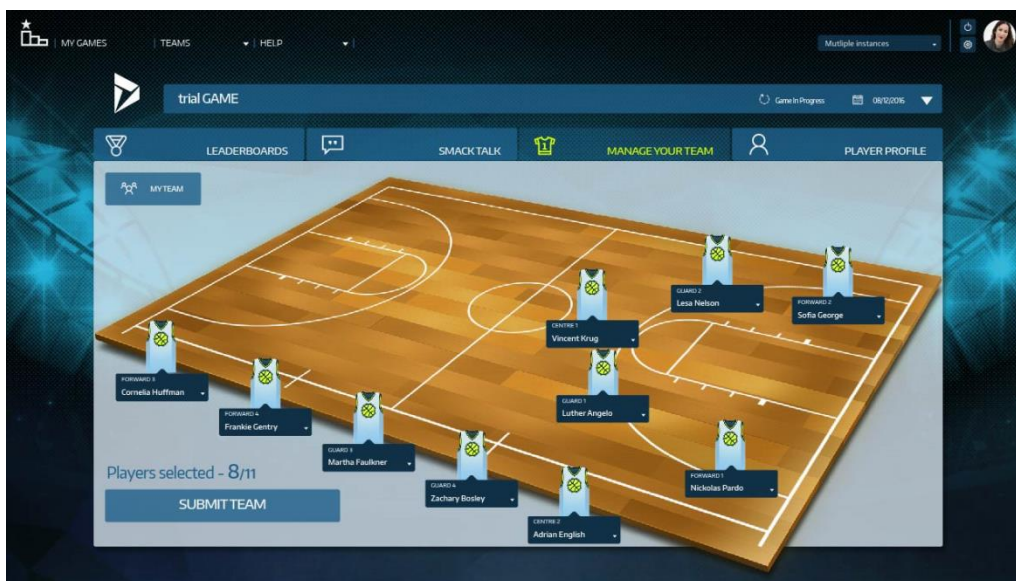 MY GAMES | TEAMS | HELP |
Mutliple instances
trial GAME
Game In Progress
08/12/2016
LEADERBOARDS
SMACK TALK
1
MANAGE YOUR TEAM
PLAYER PROFILE
MY TEAM
GUARD 2
Lesa Nelson
FORWARD 2
Sofia George
CENTRE 1
Vincent Krug
FORWARD 3
Cornelia Huffman
GUARD 1
Luther Angelo
FORWARD 4
Frankie Gentry
GUARD 3
Martha Faulkner
GUARD 4
Zachary Bosley
FORWARD 1
Nickolas Pardo
CENTRE 2
Adrian English
Players selected - 8/11
SUBMIT TEAM